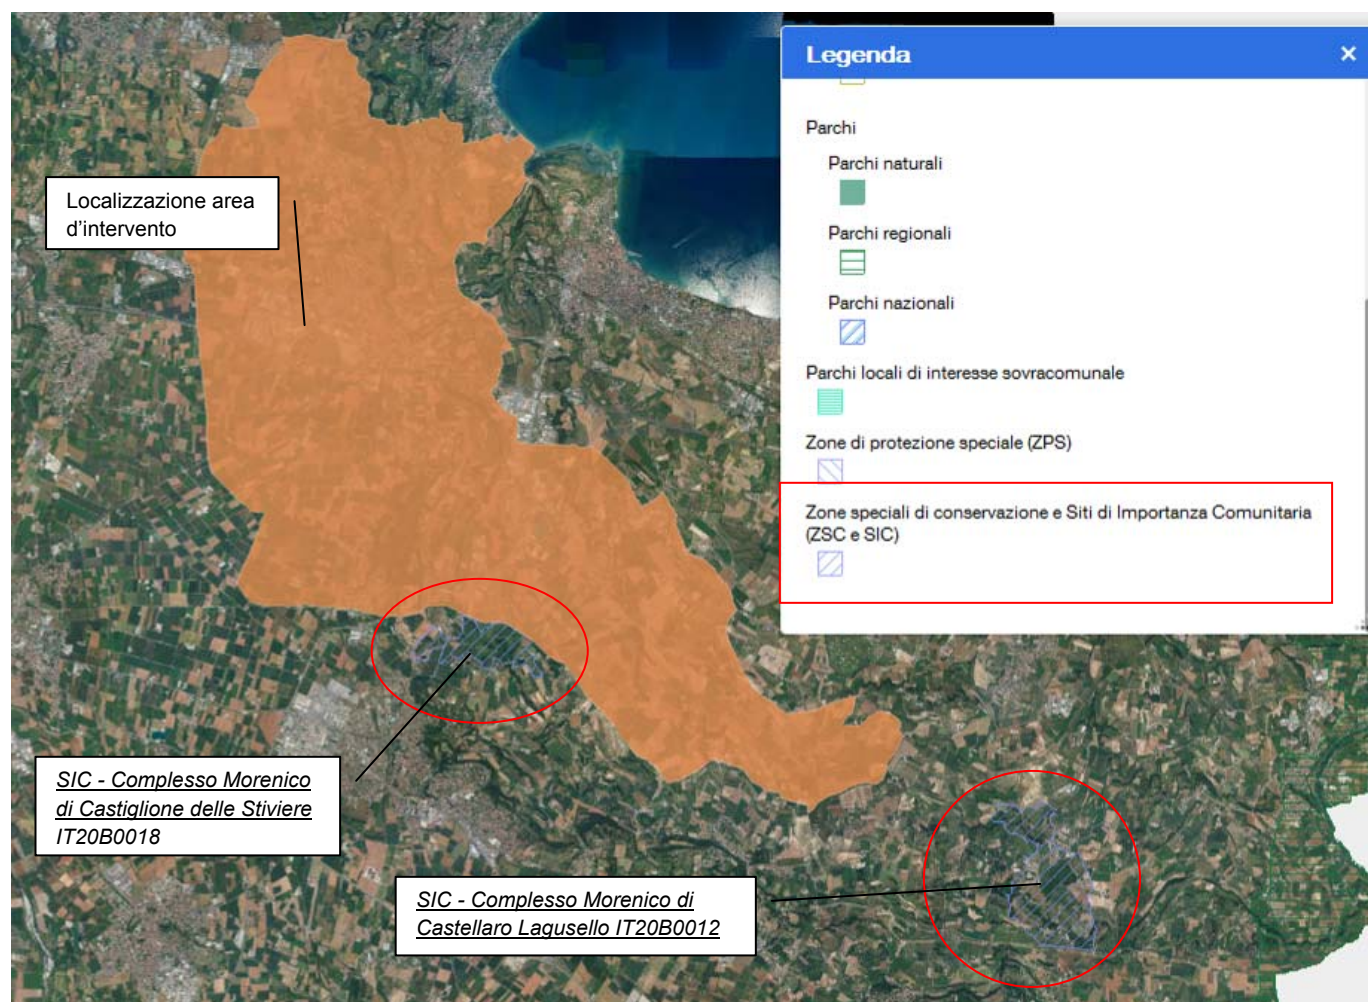 Legenda
Parchi
Parchi naturali
Parchi regionali
Parchi nazionali
Parchi locali di interesse sovracomunale
Zone di protezione speciale (ZPS)
Zone speciali di conservazione e Siti di Importanza Comunitaria
(ZSC e SIC)
Localizzazione area
d'intervento
SIC - Complesso Morenico
di Castiglione delle Stiviere
IT20B0018
SIC - Complesso Morenico di
Castellaro Lagusello IT20B0012